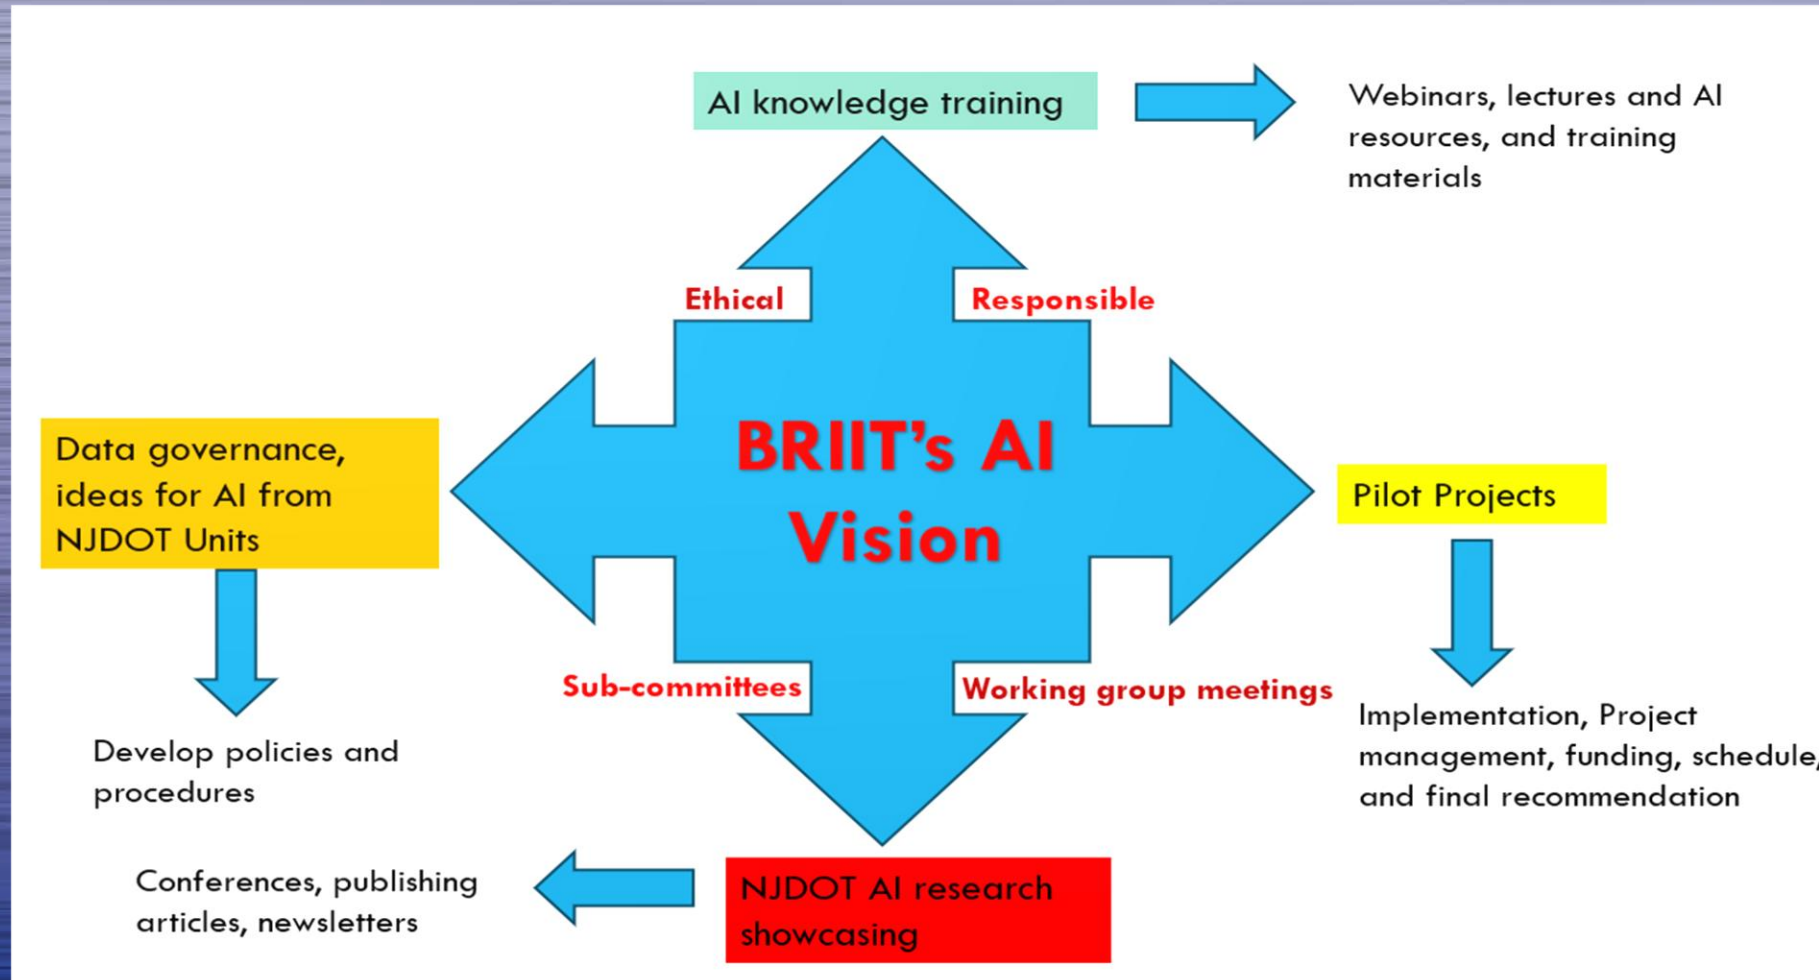 AI knowledge training
Webinars, lectures and AI
resources, and training
materials
Ethical
Responsible
BRIIT's AI
Vision
Data governance,
ideas for AI from
NJDOT Units
Pilot Projects
Sub-committees
Working group meetings
Develop policies and
procedures
Implementation, Project
management, funding, schedule,
and final recommendation
Conferences, publishing
articles, newsletters
NJDOT AI research
showcasing